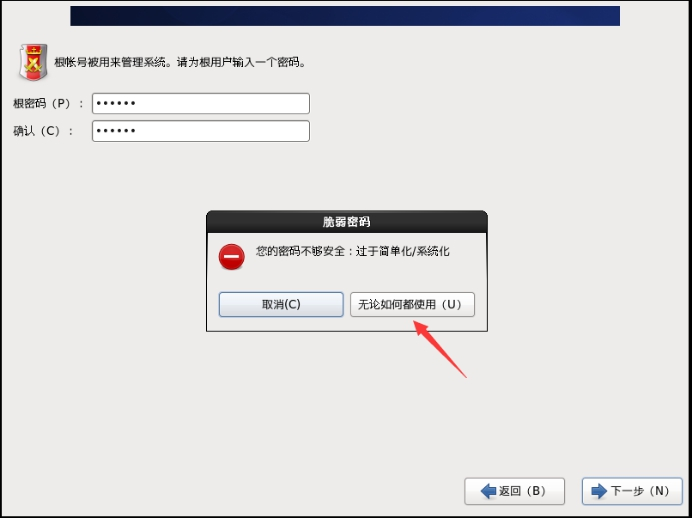 根帐号被用来管理系统。请为根用户输入一个密码。
根密码（P）：
••••••
确认（C）：
••••••
脆弱密码
您的密码不够安全：过于简单化/系统化
取消(C)
无论如何都使用（U）
返回（B）
下一步（N）